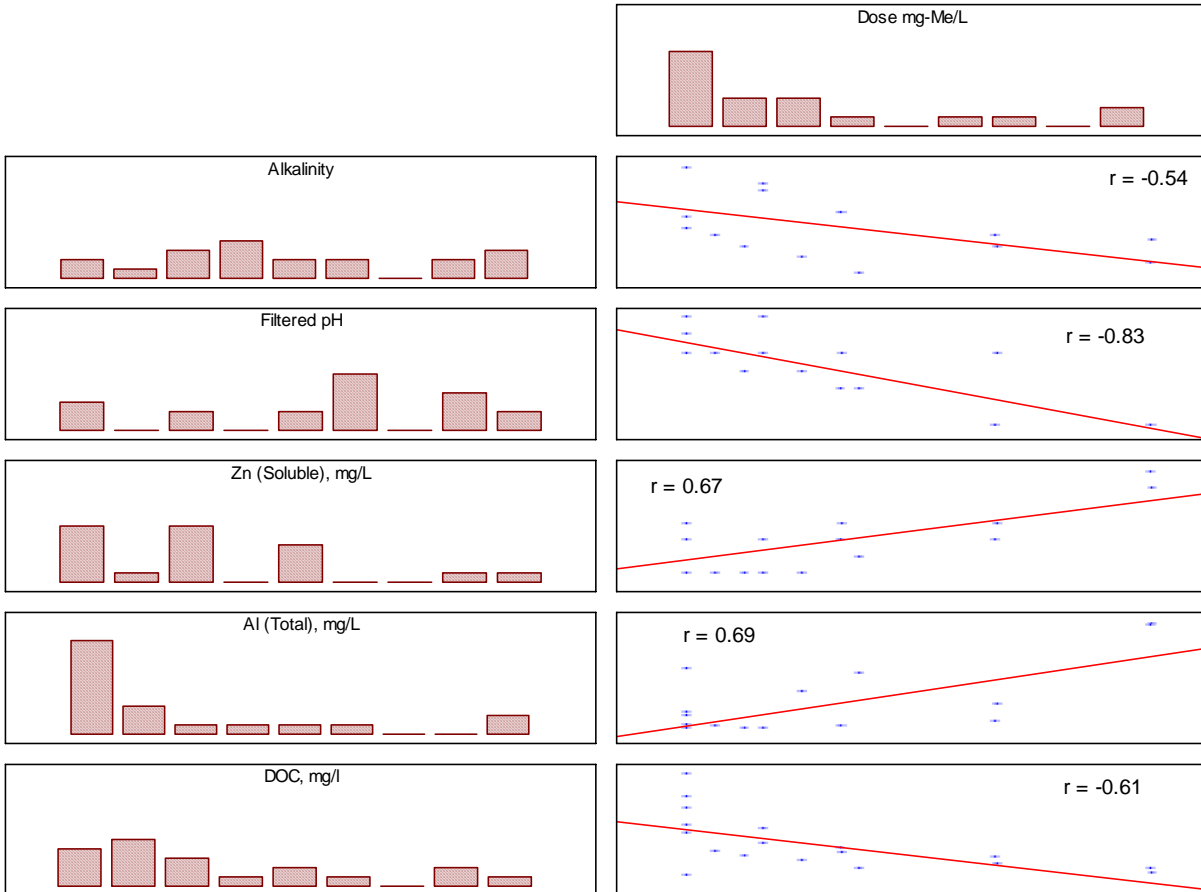 Dose mg-Me/L
Alkalinity
r = -0.54
Filtered pH
r = -0.83
Zn (Soluble), mg/L
r = 0.67
Al (Total), mg/L
r = 0.69
DOC, mg/l
r = -0.61